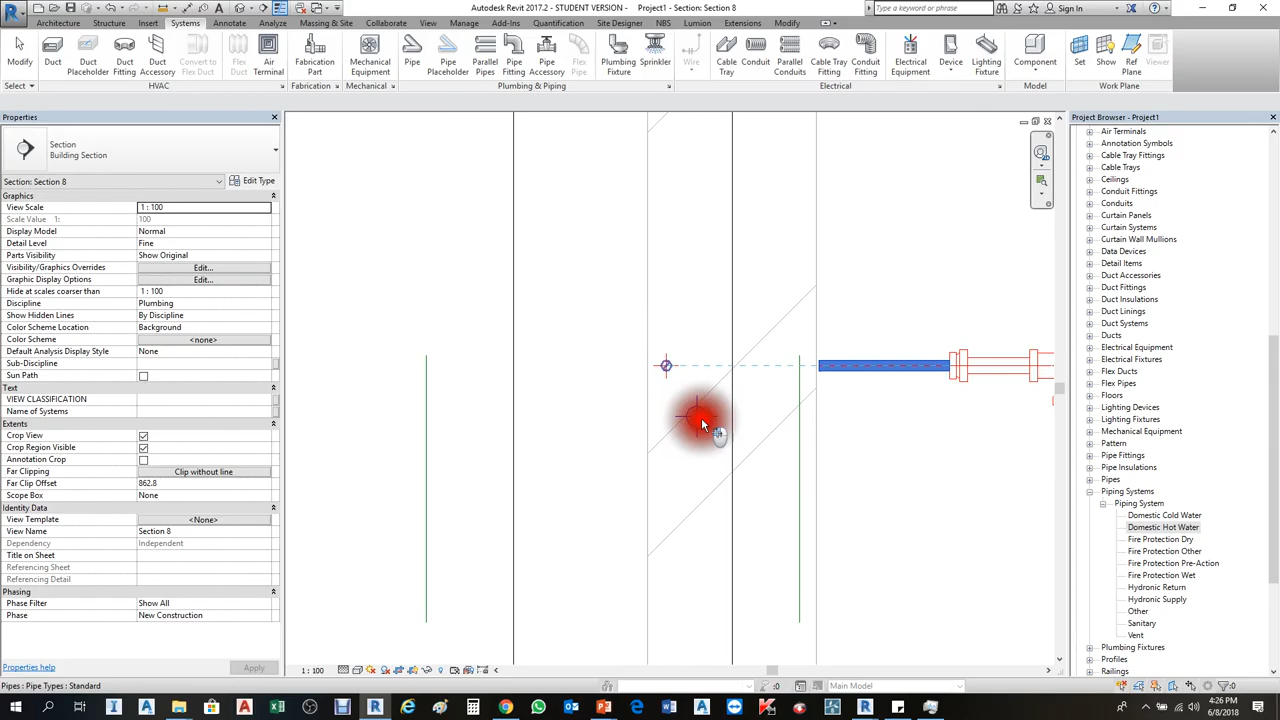 Autodesk Revit 2017.2 - STUDENT VERSION - Project1 - Section: Section 8
Type a keyword or phrase
Sign In
Architecture Structure Insert Systems Annotate Analyze Massing & Site Collaborate View Manage Add-Ins Quantification Site Designer NBS Lumion Extensions Modify
Modify Duct Duct Placeholder Duct Fitting Duct Accessory Convert to Flex Duct Flex Duct Air Terminal Fabrication Part Mechanical Equipment Pipe Pipe Placeholder Parallel Pipes Pipe Fitting Pipe Accessory Flex Pipe Plumbing Fixture Sprinkler Wire Cable Tray Conduit Parallel Conduits Cable Tray Fitting Conduit Fitting Electrical Equipment Device Lighting Fixture Component Set Show Ref Plane Viewer
Select HVAC Fabrication Mechanical Plumbing & Piping Electrical Model Work Plane
Properties
Section
Building Section
Section: Section 8 Edit Type
Graphics
View Scale 1 : 100
Scale Value 1: 100
Display Model Normal
Detail Level Fine
Parts Visibility Show Original
Visibility/Graphics Overrides Edit...
Graphic Display Options Edit...
Hide at scales coarser than 1 : 100
Discipline Plumbing
Show Hidden Lines By Discipline
Color Scheme Location Background
Color Scheme <none>
Default Analysis Display Style None
Sub-Discipline
Sun Path
Text
VIEW CLASSIFICATION
Name of Systems
Extents
Crop View
Crop Region Visible
Annotation Crop
Far Clipping Clip without line
Far Clip Offset 862.8
Scope Box None
Identity Data
View Template <None>
View Name Section 8
Dependency Independent
Title on Sheet
Referencing Sheet
Referencing Detail
Phasing
Phase Filter Show All
Phase New Construction
Properties help Apply
Project Browser - Project1
Air Terminals
Annotation Symbols
Cable Tray Fittings
Cable Trays
Ceilings
Conduit Fittings
Conduits
Curtain Panels
Curtain Systems
Curtain Wall Mullions
Data Devices
Detail Items
Duct Accessories
Duct Fittings
Duct Insulations
Duct Linings
Duct Systems
Ducts
Electrical Equipment
Electrical Fixtures
Flex Ducts
Flex Pipes
Floors
Lighting Devices
Lighting Fixtures
Mechanical Equipment
Pattern
Pipe Fittings
Pipe Insulations
Pipes
Piping Systems
Piping System
Domestic Cold Water
Domestic Hot Water
Fire Protection Dry
Fire Protection Other
Fire Protection Pre-Action
Fire Protection Wet
Hydronic Return
Hydronic Supply
Other
Sanitary
Vent
Plumbing Fixtures
Profiles
Railings
1 : 100
Pipes : Pipe Types : Standard
:0
Main Model
:0
4:26 PM
6/8/2018